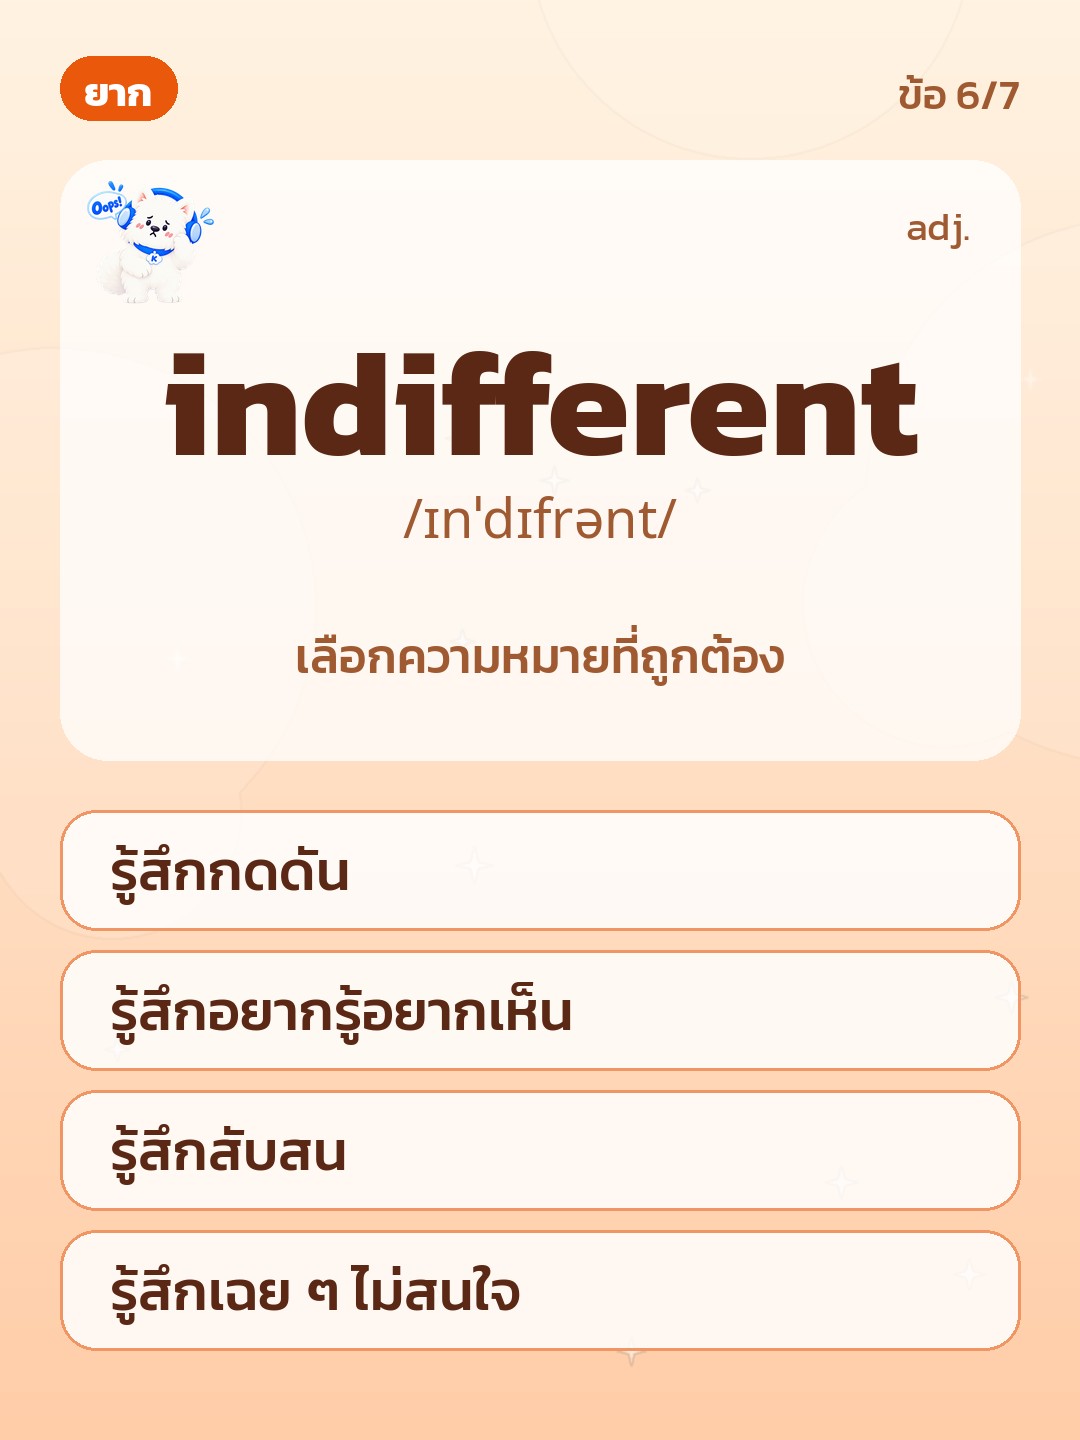 ยาก
ข้อ 6/7
Oops!
K
adj.
indifferent
/ɪnˈdɪfrənt/
เลือกความหมายที่ถูกต้อง
รู้สึกกดดัน
รู้สึกอยากรู้อยากเห็น
รู้สึกสับสน
รู้สึกเฉย ๆ ไม่สนใจ